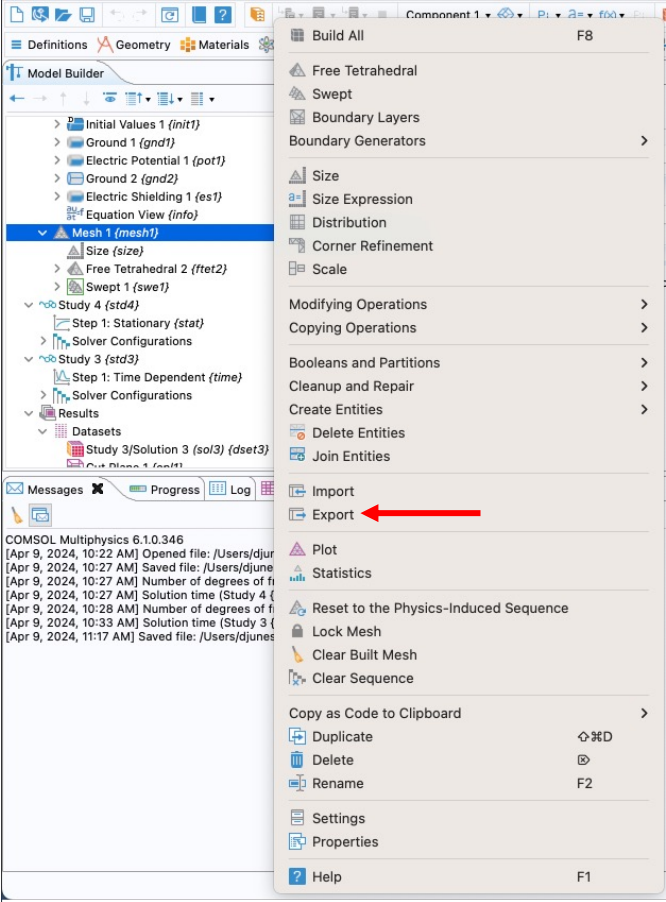 Component 1
Pi a= f(x)
Definitions Geometry Materials
Model Builder
Initial Values 1 {init1}
Ground 1 {gnd1}
Electric Potential 1 {pot1}
Ground 2 {gnd2}
Electric Shielding 1 {es1}
Equation View {info}
Mesh 1 {mesh1}
Size {size}
Free Tetrahedral 2 {ftet2}
Swept 1 {swe1}
Study 4 {std4}
Step 1: Stationary {stat}
Solver Configurations
Study 3 {std3}
Step 1: Time Dependent {time}
Solver Configurations
Results
Datasets
Study 3/Solution 3 (sol3) {dset3}
Cut Plane 1 {cpl1}
Messages Progress Log
COMSOL Multiphysics 6.1.0.346
[Apr 9, 2024, 10:22 AM] Opened file: /Users/djun
[Apr 9, 2024, 10:27 AM] Saved file: /Users/djune
[Apr 9, 2024, 10:27 AM] Number of degrees of f
[Apr 9, 2024, 10:27 AM] Solution time (Study 4 {
[Apr 9, 2024, 10:28 AM] Number of degrees of f
[Apr 9, 2024, 10:33 AM] Solution time (Study 3 {
[Apr 9, 2024, 11:17 AM] Saved file: /Users/djunes
Build All F8
Free Tetrahedral
Swept
Boundary Layers
Boundary Generators
Size
Size Expression
Distribution
Corner Refinement
Scale
Modifying Operations
Copying Operations
Booleans and Partitions
Cleanup and Repair
Create Entities
Delete Entities
Join Entities
Import
Export
Plot
Statistics
Reset to the Physics-Induced Sequence
Lock Mesh
Clear Built Mesh
Clear Sequence
Copy as Code to Clipboard
Duplicate ⇧⌘D
Delete ⌦
Rename F2
Settings
Properties
Help F1